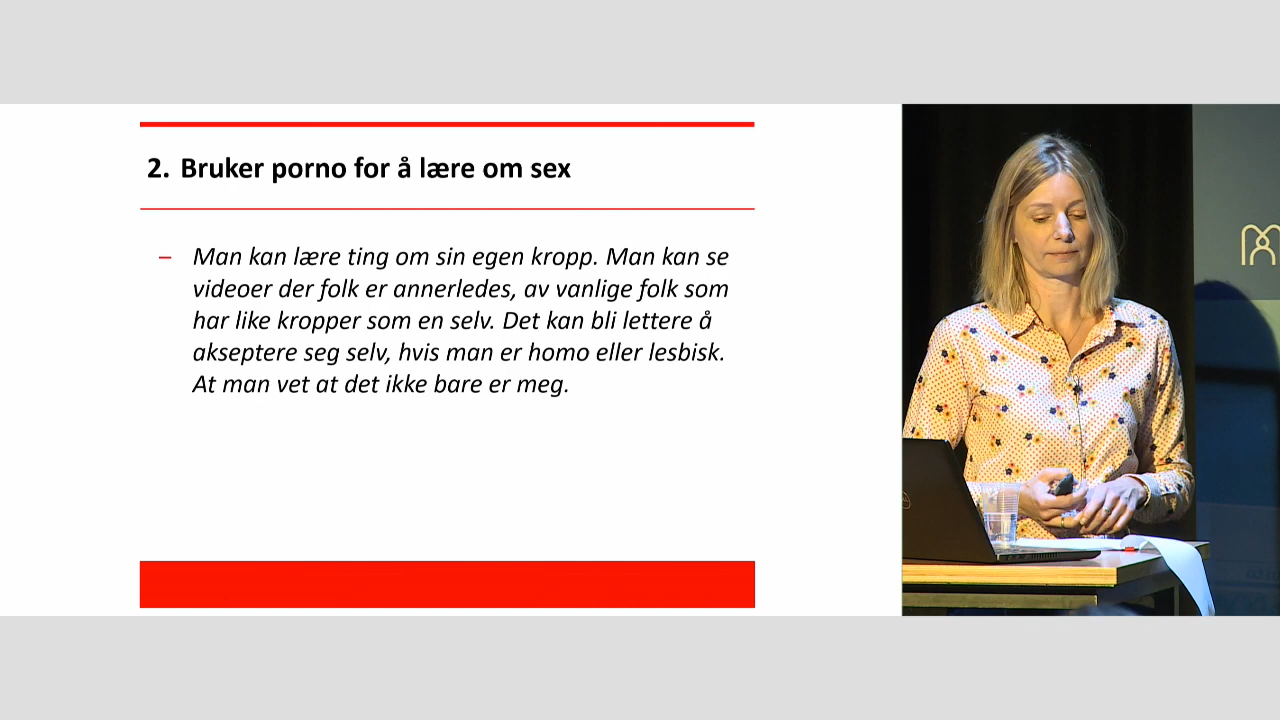 2. Bruker porno for å lære om sex
– Man kan lære ting om sin egen kropp. Man kan se
videoer der folk er annerledes, av vanlige folk som
har like kropper som en selv. Det kan bli lettere å
akseptere seg selv, hvis man er homo eller lesbisk.
At man vet at det ikke bare er meg.